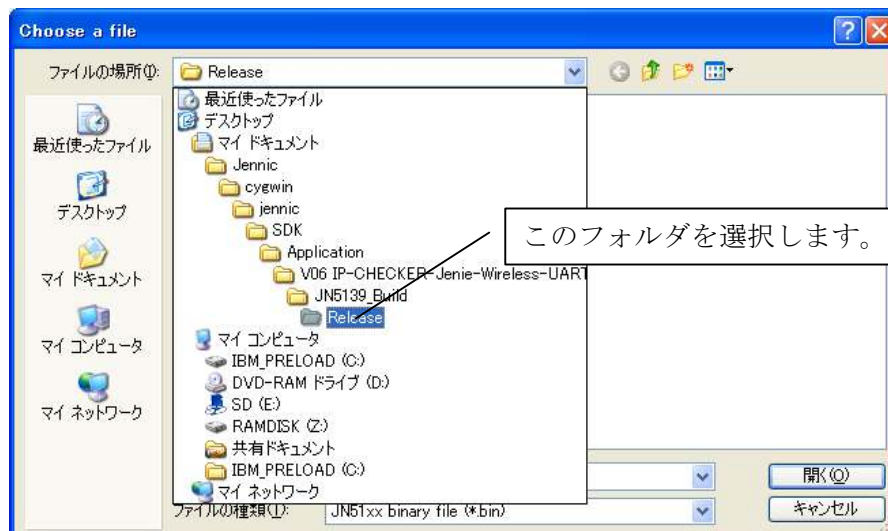 Choose a file
ファイルの場所(I):
Release
最近使ったファイル
デスクトップ
マイ ドキュメント
マイ コンピュータ
マイ ネットワーク
最近使ったファイル
デスクトップ
マイ ドキュメント
Jennic
cygwin
jennic
SDK
Application
V06 IP-CHECKER-Jenie-Wireless-UART
JN5139_Build
Release
マイ コンピュータ
IBM_PRELOAD (C:)
DVD-RAM ドライブ (D:)
SD (E:)
RAMDISK (Z:)
共有ドキュメント
IBM_PRELOAD (C:)
マイ ネットワーク
このフォルダを選択します。
開く(O)
ファイルの種類(T):
JN51xx binary file (*.bin)
キャンセル